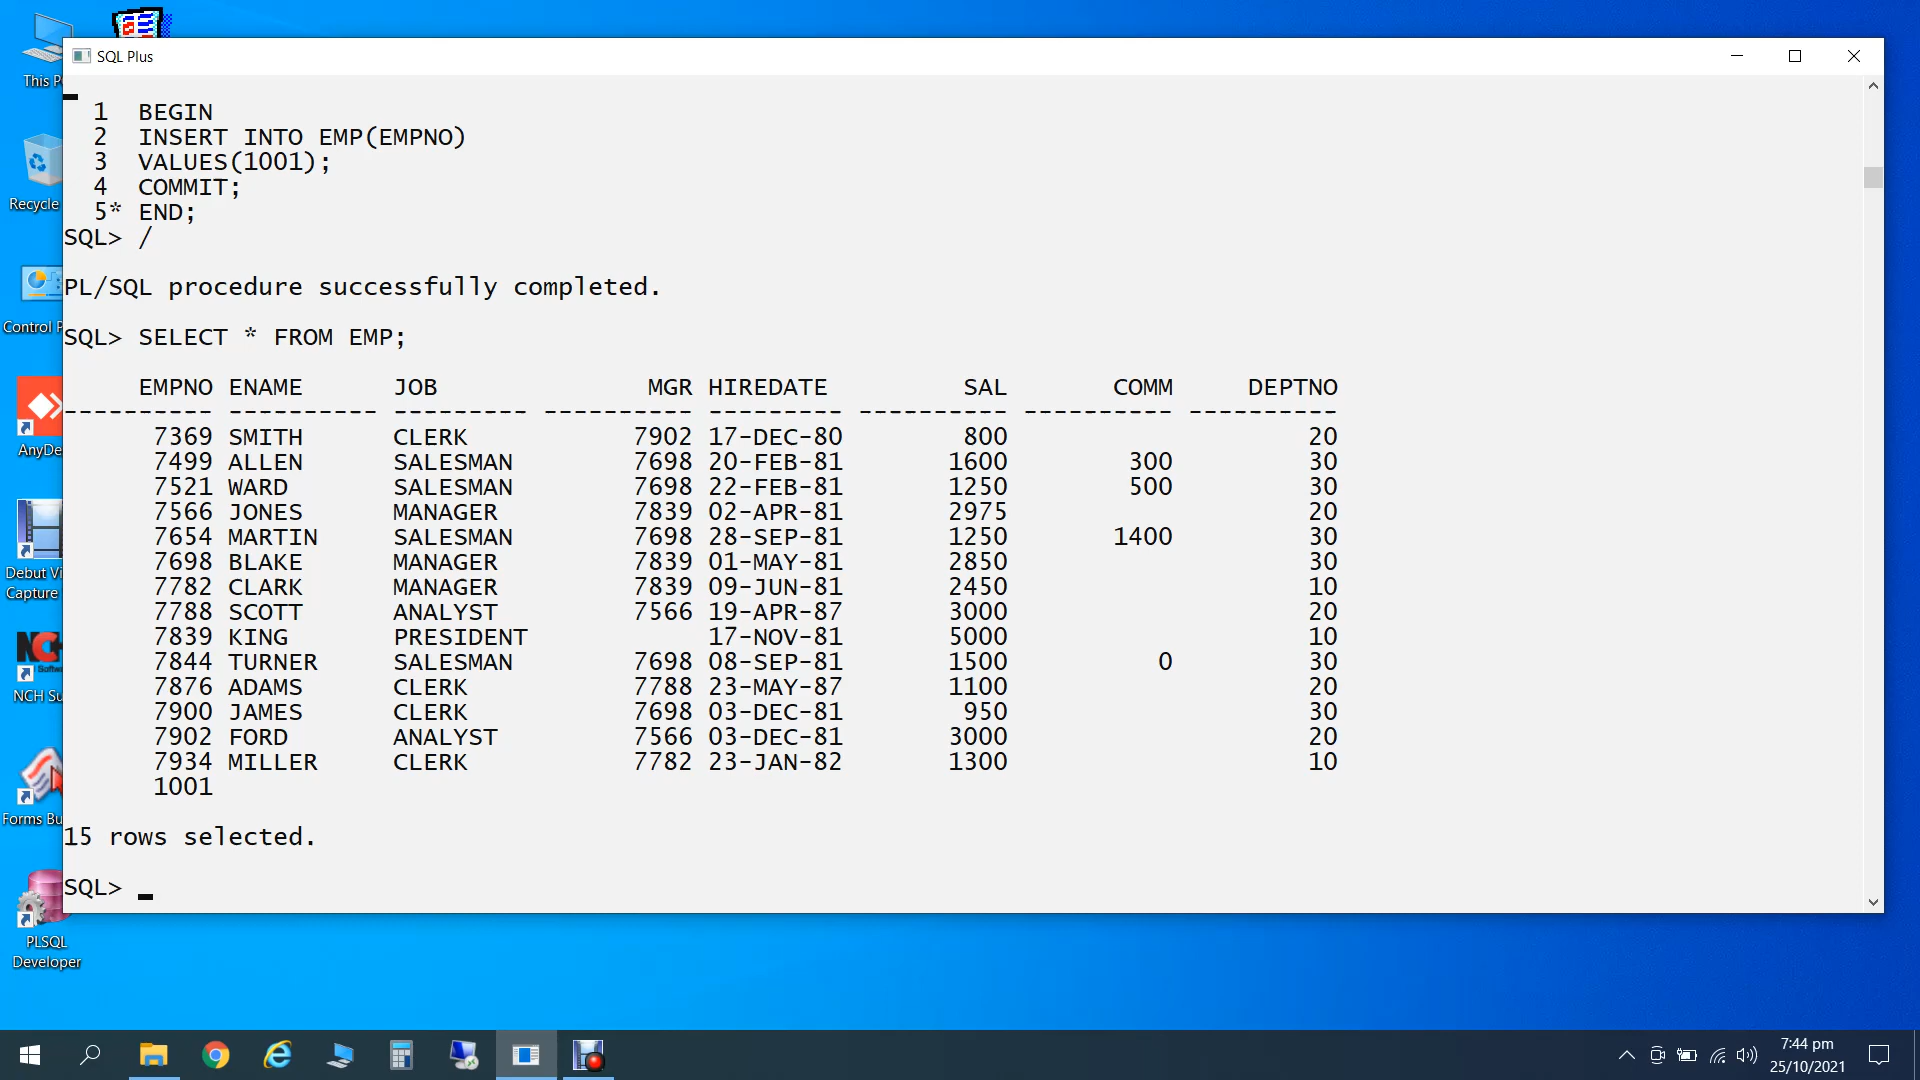 This P
SQL Plus
1 BEGIN
2 INSERT INTO EMP(EMPNO)
3 VALUES(1001);
4 COMMIT;
5* END;
SQL> /
PL/SQL procedure successfully completed.
SQL> SELECT * FROM EMP;
EMPNO ENAME JOB MGR HIREDATE SAL COMM DEPTNO
---------- ---------- --------- ---------- --------- ---------- ---------- ----------
7369 SMITH CLERK 7902 17-DEC-80 800 20
7499 ALLEN SALESMAN 7698 20-FEB-81 1600 300 30
7521 WARD SALESMAN 7698 22-FEB-81 1250 500 30
7566 JONES MANAGER 7839 02-APR-81 2975 20
7654 MARTIN SALESMAN 7698 28-SEP-81 1250 1400 30
7698 BLAKE MANAGER 7839 01-MAY-81 2850 30
7782 CLARK MANAGER 7839 09-JUN-81 2450 10
7788 SCOTT ANALYST 7566 19-APR-87 3000 20
7839 KING PRESIDENT 17-NOV-81 5000 10
7844 TURNER SALESMAN 7698 08-SEP-81 1500 0 30
7876 ADAMS CLERK 7788 23-MAY-87 1100 20
7900 JAMES CLERK 7698 03-DEC-81 950 30
7902 FORD ANALYST 7566 03-DEC-81 3000 20
7934 MILLER CLERK 7782 23-JAN-82 1300 10
1001
15 rows selected.
SQL>
Recycle
Control P
AnyDe
Debut Vi
Capture
NCH Su
Forms Bu
PLSQL
Developer
7:44 pm
25/10/2021